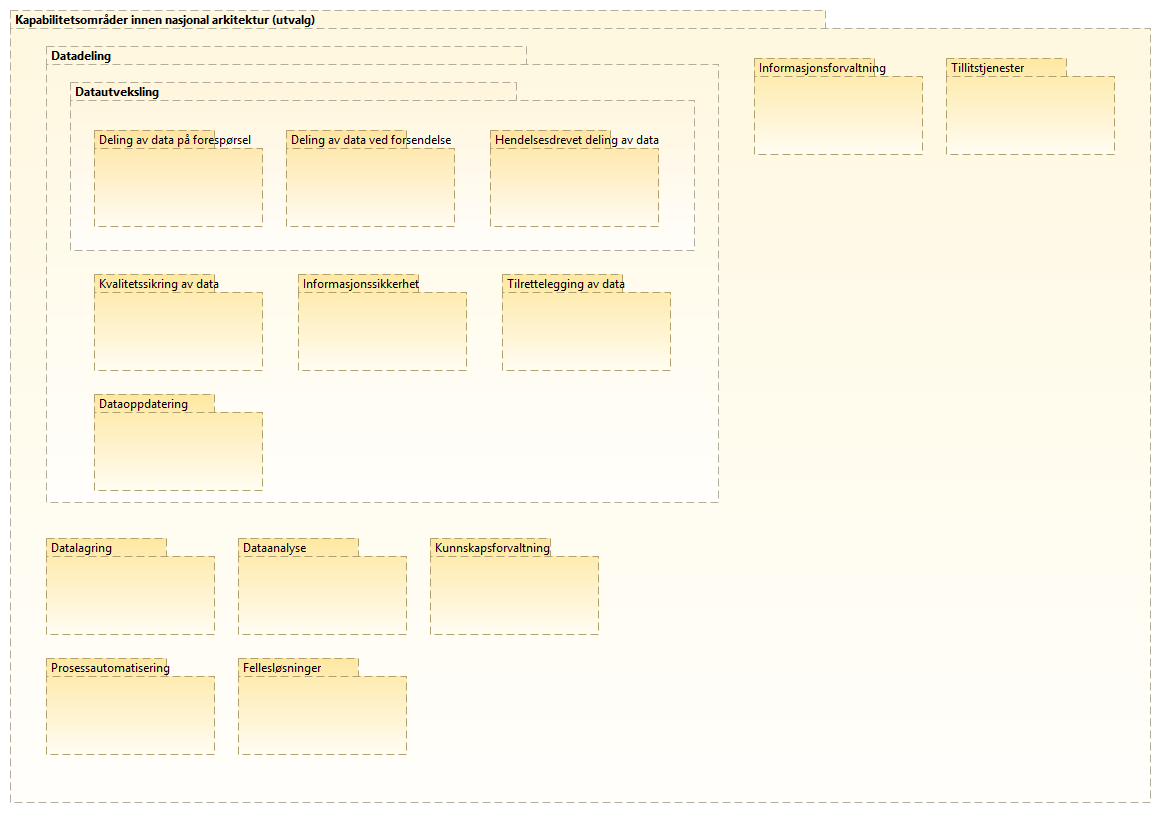 Kapabilitetsområder innen nasjonal arkitektur (utvalg)
Datadeling
Datautveksling
Deling av data på forespørsel
Deling av data ved forsendelse
Hendelsesdrevet deling av data
Kvalitetssikring av data
Informasjonssikkerhet
Tilrettelegging av data
Dataoppdatering
Informasjonsforvaltning
Tillitstjenester
Datalagring
Dataanalyse
Kunnskapsforvaltning
Prosessautomatisering
Fellesløsninger